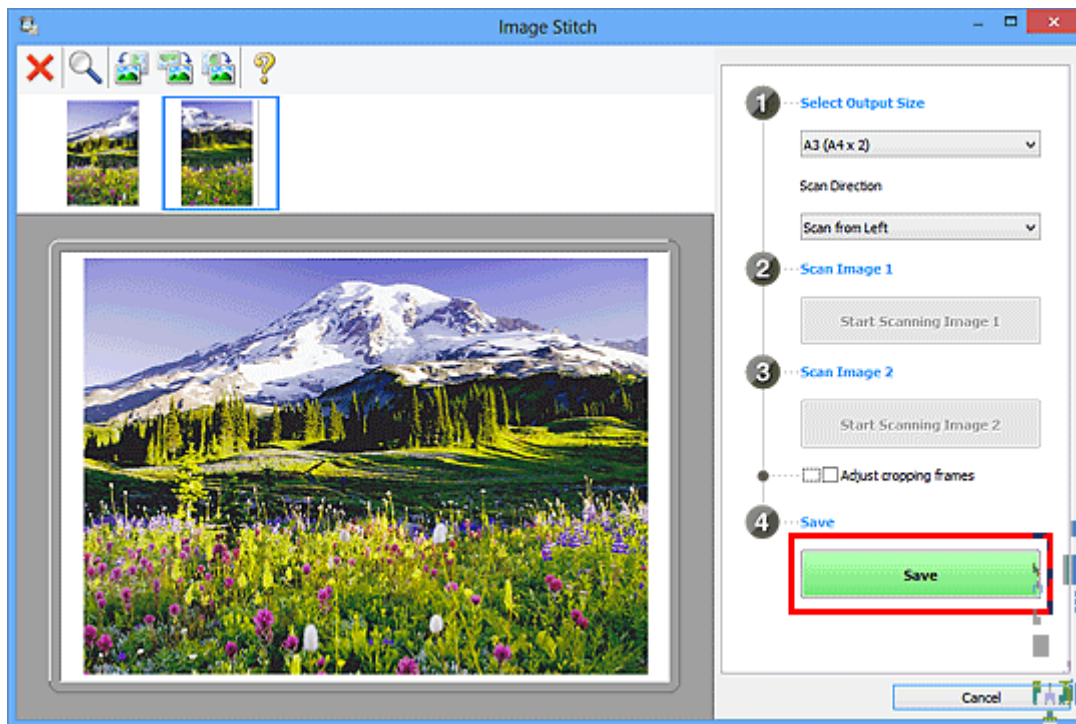 Image Stitch
1
Select Output Size
A3 (A4 x 2)
Scan Direction
Scan from Left
2
Scan Image 1
Start Scanning Image 1
3
Scan Image 2
Start Scanning Image 2
Adjust cropping frames
4
Save
Save
Cancel